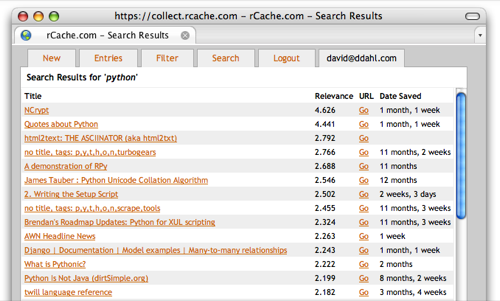 https://collect.rcache.com - rCache.com - Search Results
rCache.com - Search Results
New Entries Filter Search Logout david@ddahl.com
Search Results for 'python'
Title Relevance URL Date Saved
NCrypt 4.626 Go 1 month, 1 week
Quotes about Python 4.441 Go 1 month, 1 week
html2text: THE ASCIINATOR (aka html2txt) 2.792 Go
no title, tags: p,y,t,h,o,n,turbogears 2.766 Go 11 months, 2 weeks
A demonstration of RPy 2.688 Go 11 months
James Tauber : Python Unicode Collation Algorithm 2.546 Go 12 months
2. Writing the Setup Script 2.502 Go 2 weeks, 3 days
no title, tags: p,y,t,h,o,n,scrape,tools 2.455 Go 11 months, 3 weeks
Brendan's Roadmap Updates: Python for XUL scripting 2.324 Go 11 months, 3 weeks
AWN Headline News 2.263 Go 1 week
Django | Documentation | Model examples | Many-to-many relationships 2.243 Go 1 month, 1 week
What is Pythonic? 2.222 Go 2 months
Python Is Not Java (dirtSimple.org) 2.199 Go 8 months, 2 weeks
twill language reference 2.182 Go 3 months, 4 weeks